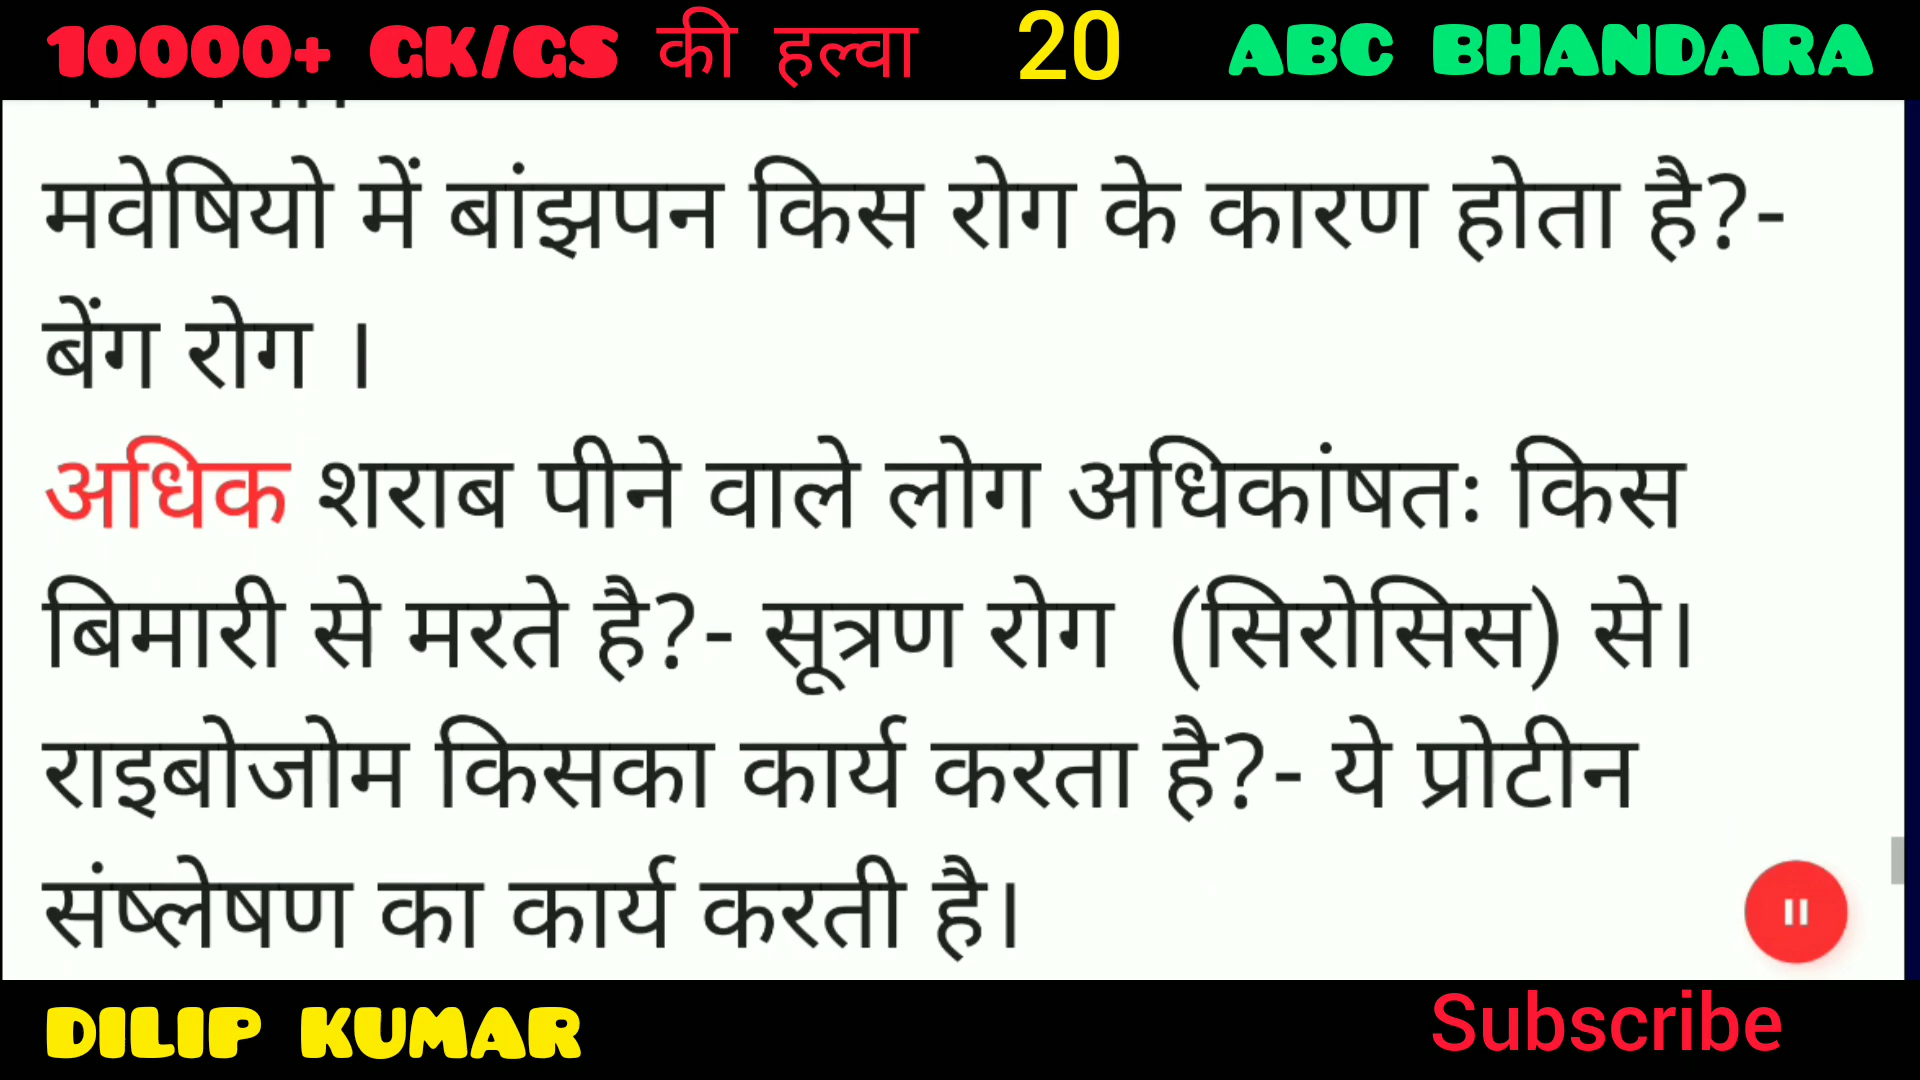 10000+ GK/GS की हल्वा 20 ABC BHANDARA
मवेषियो में बांझपन किस रोग के कारण होता है?-
बेंग रोग ।
अधिक शराब पीने वाले लोग अधिकांषतः किस
बिमारी से मरते है?- सूत्रण रोग (सिरोसिस) से।
राइबोजोम किसका कार्य करता है?- ये प्रोटीन
संष्लेषण का कार्य करती है।
DILIP KUMAR Subscribe